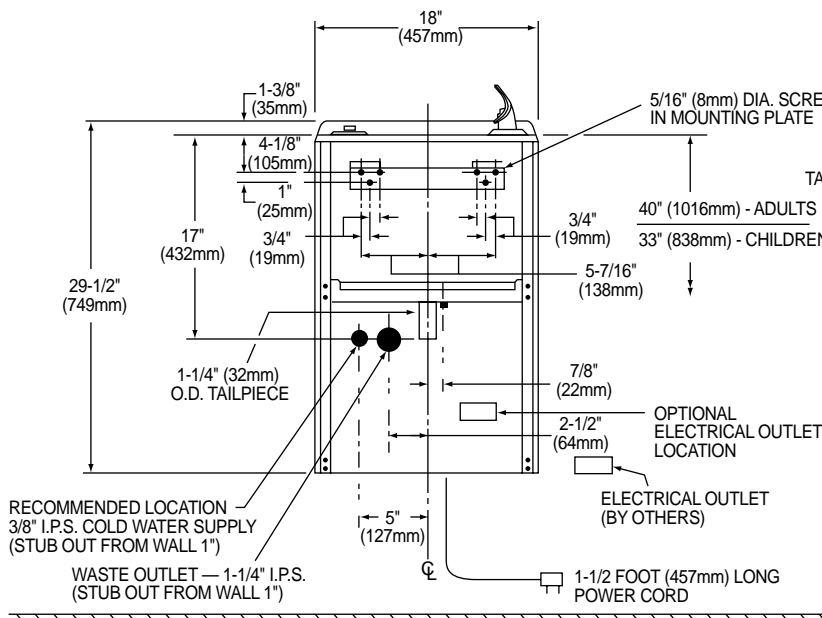 18"
(457mm)
1-3/8"
(35mm)
5/16" (8mm) DIA. SCRE
IN MOUNTING PLATE
4-1/8"
(105mm)
1"
(25mm)
TA
40" (1016mm) - ADULTS
33" (838mm) - CHILDREN
17"
(432mm)
3/4"
(19mm)
3/4"
(19mm)
5-7/16"
(138mm)
29-1/2"
(749mm)
1-1/4" (32mm)
O.D. TAILPIECE
7/8"
(22mm)
2-1/2"
(64mm)
OPTIONAL
ELECTRICAL OUTLET
LOCATION
ELECTRICAL OUTLET
(BY OTHERS)
RECOMMENDED LOCATION
3/8" I.P.S. COLD WATER SUPPLY
(STUB OUT FROM WALL 1")
5"
(127mm)
WASTE OUTLET — 1-1/4" I.P.S.
(STUB OUT FROM WALL 1")
℄
1-1/2 FOOT (457mm) LONG
POWER CORD